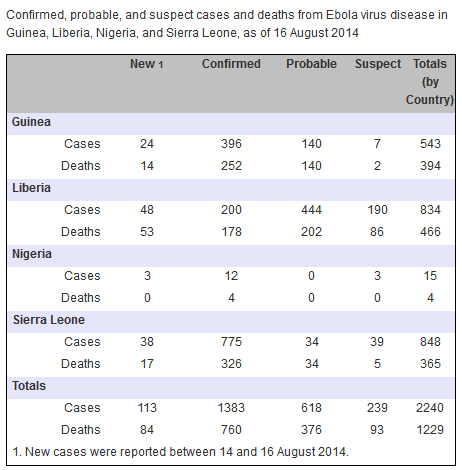 Confirmed, probable, and suspect cases and deaths from Ebola virus disease in
Guinea, Liberia, Nigeria, and Sierra Leone, as of 16 August 2014
New 1 Confirmed Probable Suspect Totals
(by
Country)
Guinea
Cases 24 396 140 7 543
Deaths 14 252 140 2 394
Liberia
Cases 48 200 444 190 834
Deaths 53 178 202 86 466
Nigeria
Cases 3 12 0 3 15
Deaths 0 4 0 0 4
Sierra Leone
Cases 38 775 34 39 848
Deaths 17 326 34 5 365
Totals
Cases 113 1383 618 239 2240
Deaths 84 760 376 93 1229
1. New cases were reported between 14 and 16 August 2014.